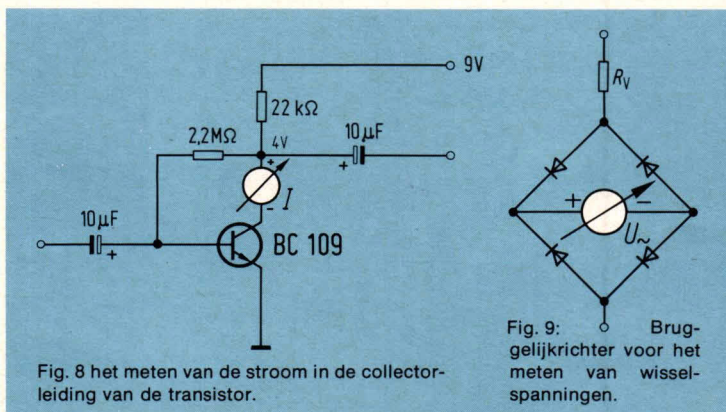 9V
22 kΩ
2,2MΩ
4V
10µF
+
+
I
-
10µF
+
BC 109
Fig. 8 het meten van de stroom in de collector-
leiding van de transistor.
RV
+
-
U~
Fig. 9: Brug-
gelijkrichter voor het
meten van wissel-
spanningen.